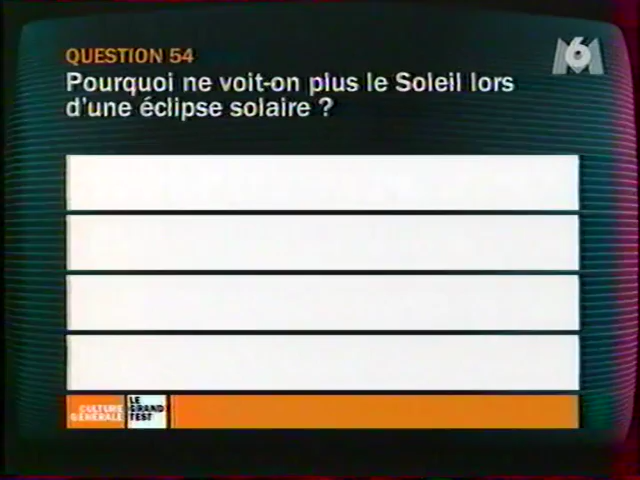 QUESTION 54
M6
Pourquoi ne voit-on plus le Soleil lors
d'une éclipse solaire ?
CULTURE
GÉNÉRALE
LE
GRAND
TEST